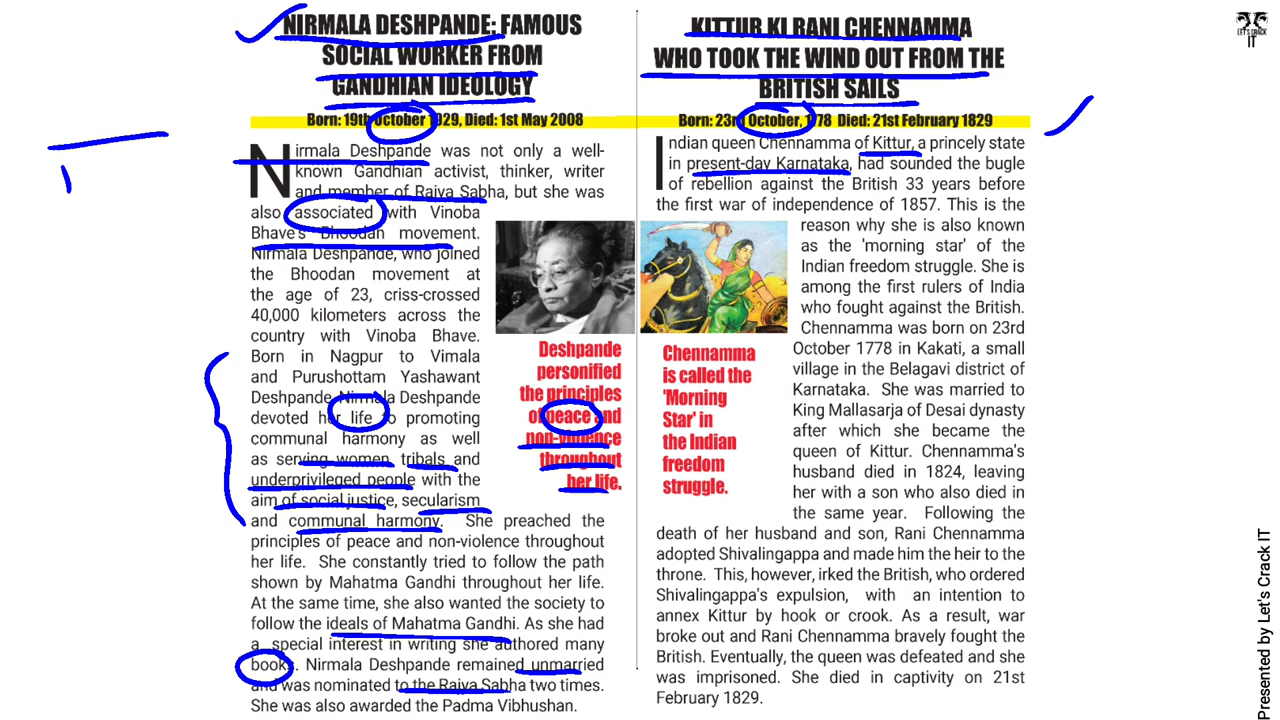 NIRMALA DESHPANDE: FAMOUS
SOCIAL WORKER FROM
GANDHIAN IDEOLOGY
Born: 19th October 1929, Died: 1st May 2008
Nirmala Deshpande was not only a well-
known Gandhian activist, thinker, writer
and member of Rajya Sabha, but she was
also associated with Vinoba
Bhave's Bhoodan movement.
Nirmala Deshpande, who joined
the Bhoodan movement at
the age of 23, criss-crossed
40,000 kilometers across the
country with Vinoba Bhave.
Born in Nagpur to Vimala
and Purushottam Yashawant
Deshpande Nirmala Deshpande
devoted her life to promoting
communal harmony as well
as serving women, tribals and
underprivileged people with the
aim of social justice, secularism
and communal harmony. She preached the
principles of peace and non-violence throughout
her life. She constantly tried to follow the path
shown by Mahatma Gandhi throughout her life.
At the same time, she also wanted the society to
follow the ideals of Mahatma Gandhi. As she had
a special interest in writing she authored many
books. Nirmala Deshpande remained unmarried
and was nominated to the Rajya Sabha two times.
She was also awarded the Padma Vibhushan.
Deshpande
personified
the principles
of peace and
non-violence
throughout
her life.
KITTUR KI RANI CHENNAMMA
WHO TOOK THE WIND OUT FROM THE
BRITISH SAILS
Born: 23rd October, 1778 Died: 21st February 1829
Indian queen Chennamma of Kittur, a princely state
in present-day Karnataka, had sounded the bugle
of rebellion against the British 33 years before
the first war of independence of 1857. This is the
reason why she is also known
as the 'morning star' of the
Indian freedom struggle. She is
among the first rulers of India
who fought against the British.
Chennamma was born on 23rd
October 1778 in Kakati, a small
village in the Belagavi district of
Karnataka. She was married to
King Mallasarja of Desai dynasty
after which she became the
queen of Kittur. Chennamma's
husband died in 1824, leaving
her with a son who also died in
the same year. Following the
death of her husband and son, Rani Chennamma
adopted Shivalingappa and made him the heir to the
throne. This, however, irked the British, who ordered
Shivalingappa's expulsion, with an intention to
annex Kittur by hook or crook. As a result, war
broke out and Rani Chennamma bravely fought the
British. Eventually, the queen was defeated and she
was imprisoned. She died in captivity on 21st
February 1829.
Chennamma
is called the
'Morning
Star' in
the Indian
freedom
struggle.
LET'S CRACK
IT
Presented by Let's Crack IT